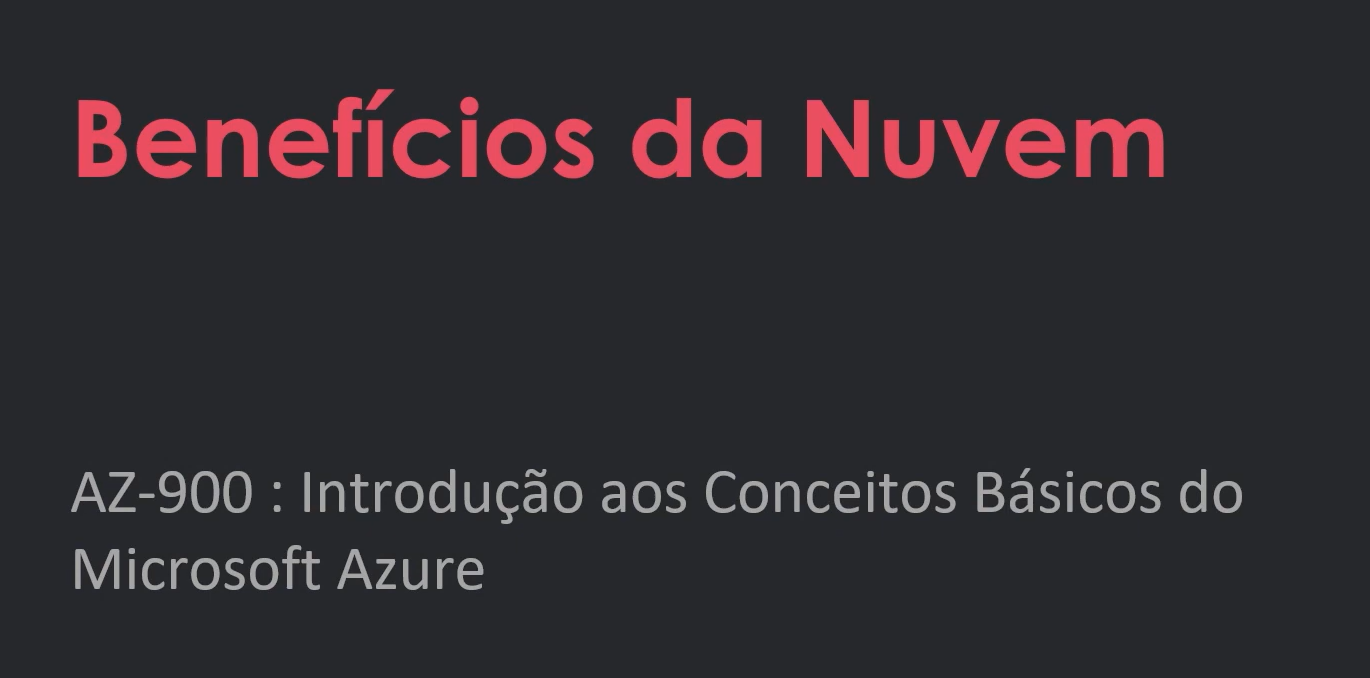 Benefícios da Nuvem
AZ-900 : Introdução aos Conceitos Básicos do
Microsoft Azure